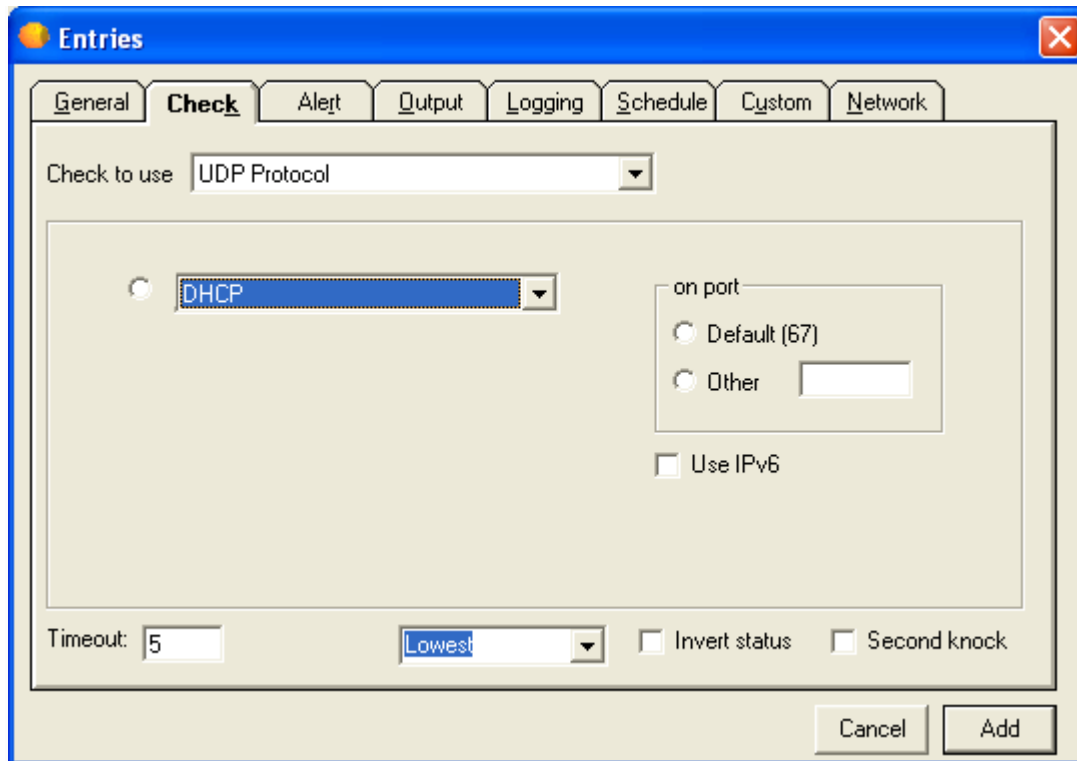 Entries
General Check Alert Output Logging Schedule Custom Network
Check to use UDP Protocol
DHCP
on port
Default (67)
Other
Use IPv6
Timeout: 5 Lowest Invert status Second knock
Cancel Add